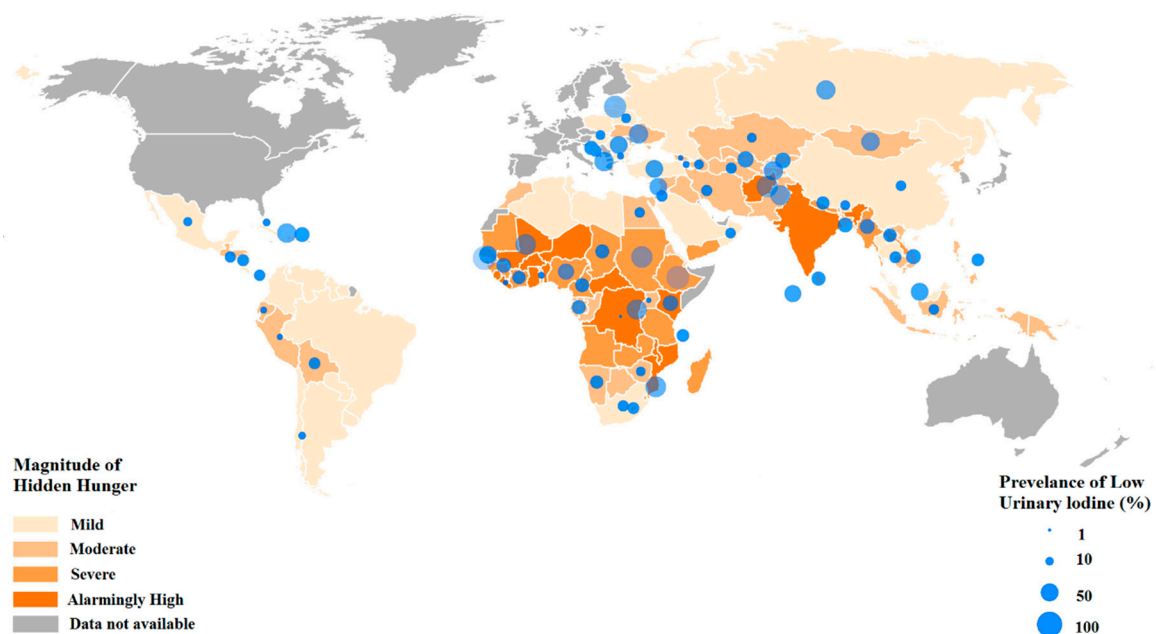 Magnitude of
Hidden Hunger
Mild
Moderate
Severe
Alarmingly High
Data not available
Prevelance of Low
Urinary lodine (%)
1
10
50
100